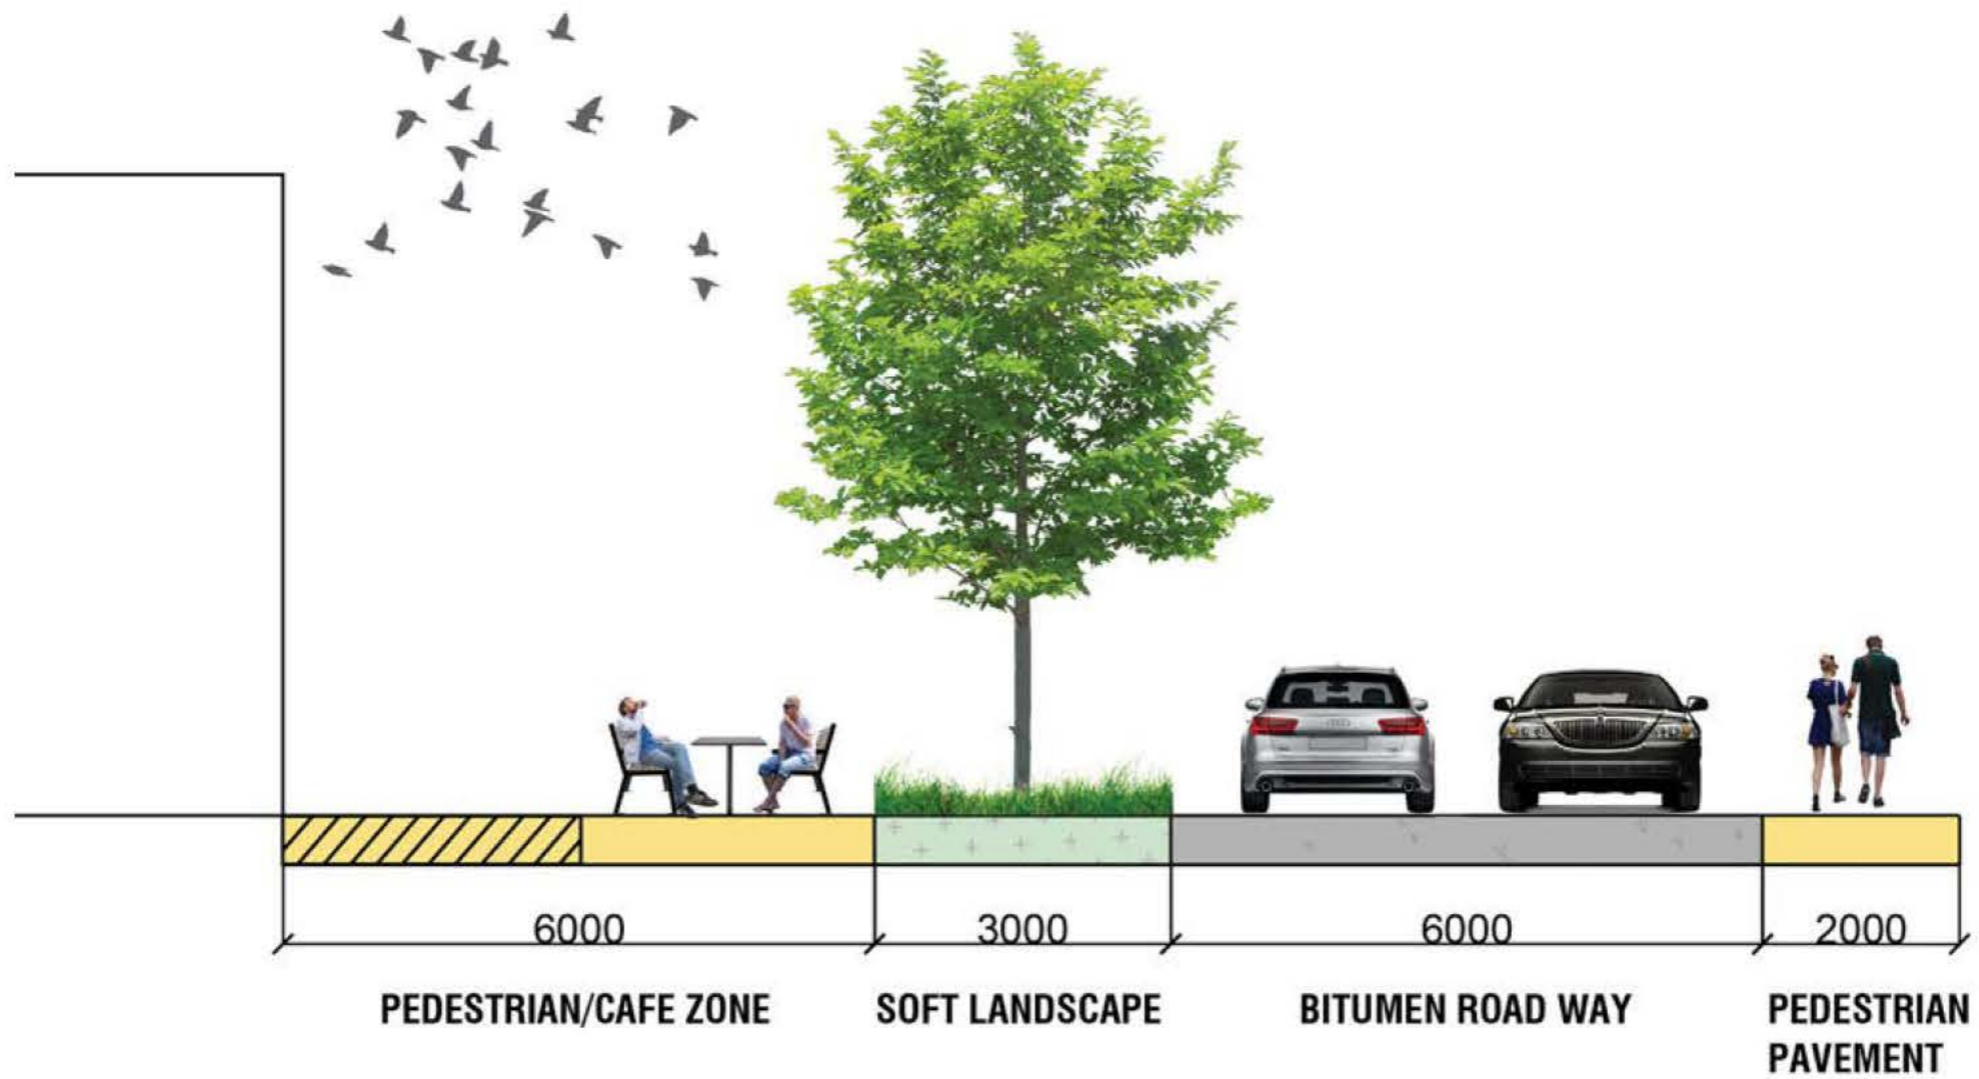 6000
3000
6000
2000
PEDESTRIAN/CAFE ZONE
SOFT LANDSCAPE
BITUMEN ROAD WAY
PEDESTRIAN
PAVEMENT